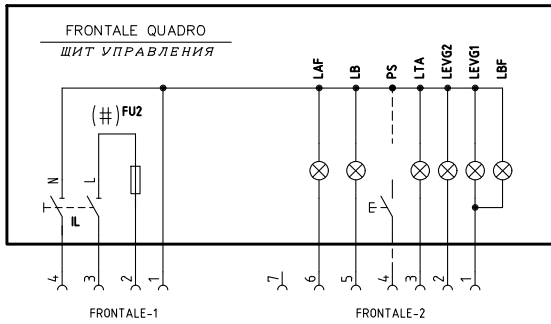 FRONTALE QUADRO
ЩИТ УПРАВЛЕНИЯ
LAF LB PS LTA LEVG2 LEVG1 LBF
(#) FU2
N L
IL
4 3 2 1 7 6 5 4 3 2 1
FRONTALE-1 FRONTALE-2